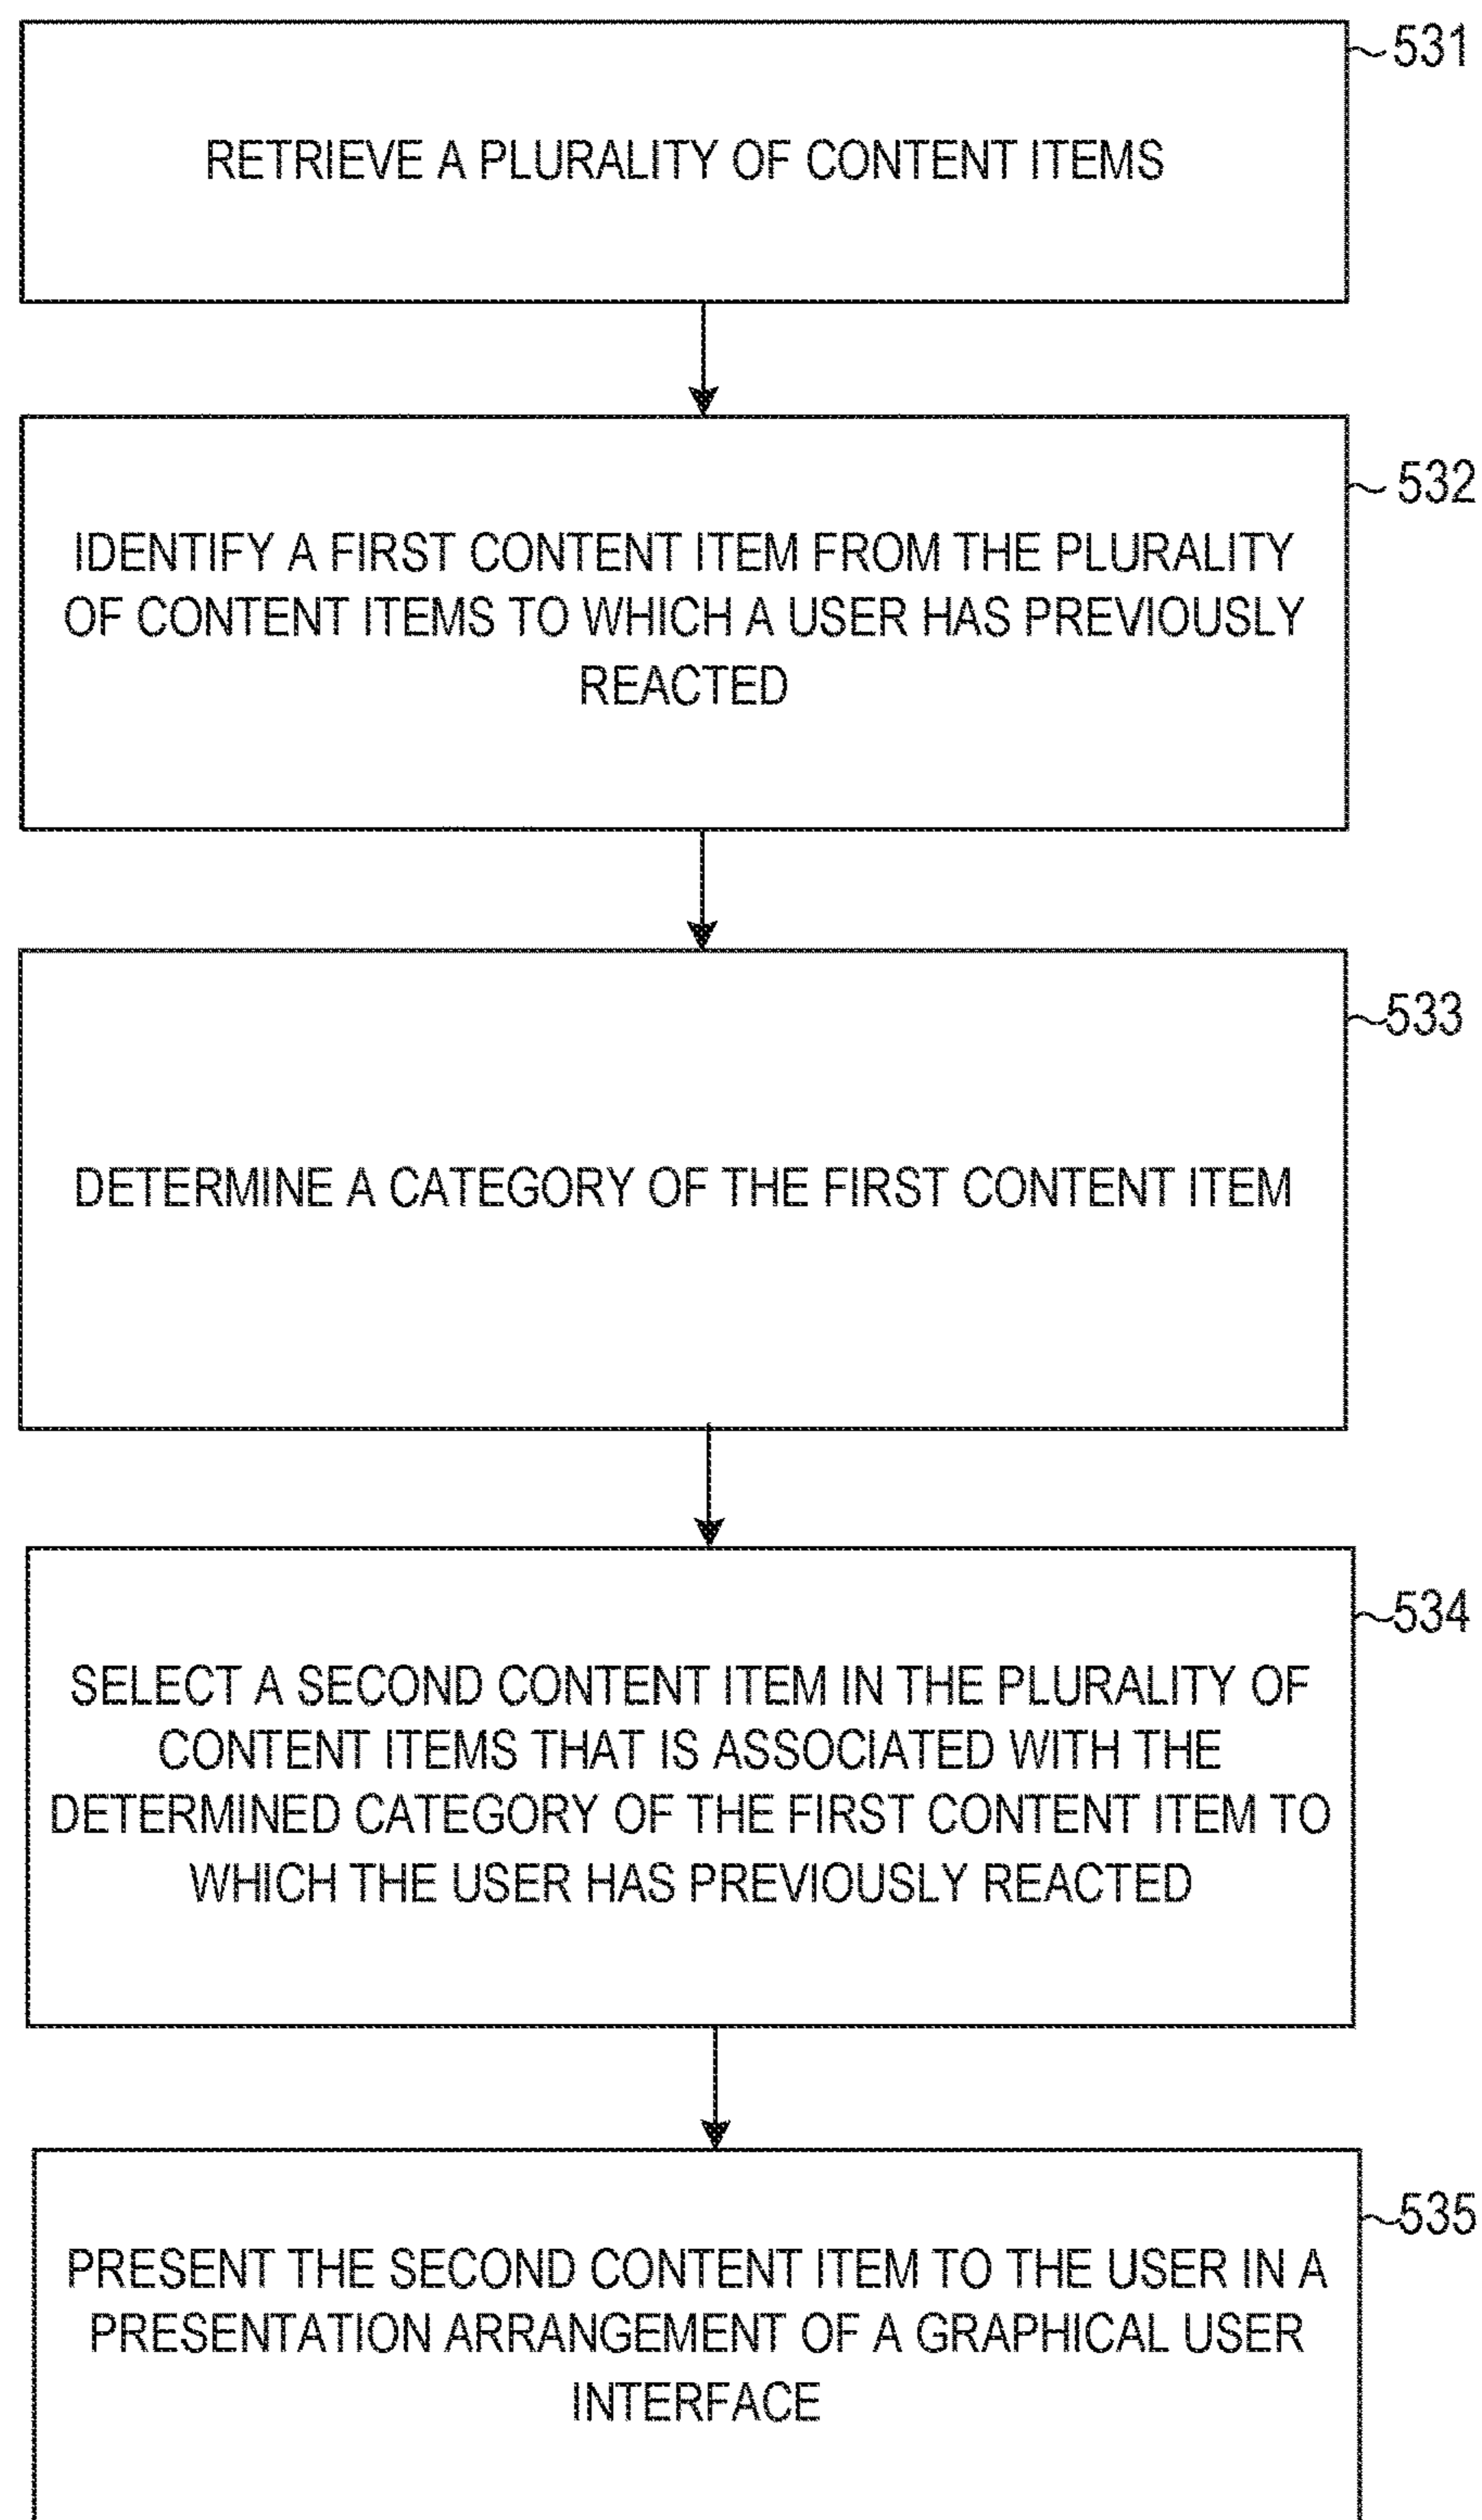 531
RETRIEVE A PLURALITY OF CONTENT ITEMS
532
IDENTIFY A FIRST CONTENT ITEM FROM THE PLURALITY
OF CONTENT ITEMS TO WHICH A USER HAS PREVIOUSLY
REACTED
533
DETERMINE A CATEGORY OF THE FIRST CONTENT ITEM
534
SELECT A SECOND CONTENT ITEM IN THE PLURALITY OF
CONTENT ITEMS THAT IS ASSOCIATED WITH THE
DETERMINED CATEGORY OF THE FIRST CONTENT ITEM TO
WHICH THE USER HAS PREVIOUSLY REACTED
535
PRESENT THE SECOND CONTENT ITEM TO THE USER IN A
PRESENTATION ARRANGEMENT OF A GRAPHICAL USER
INTERFACE